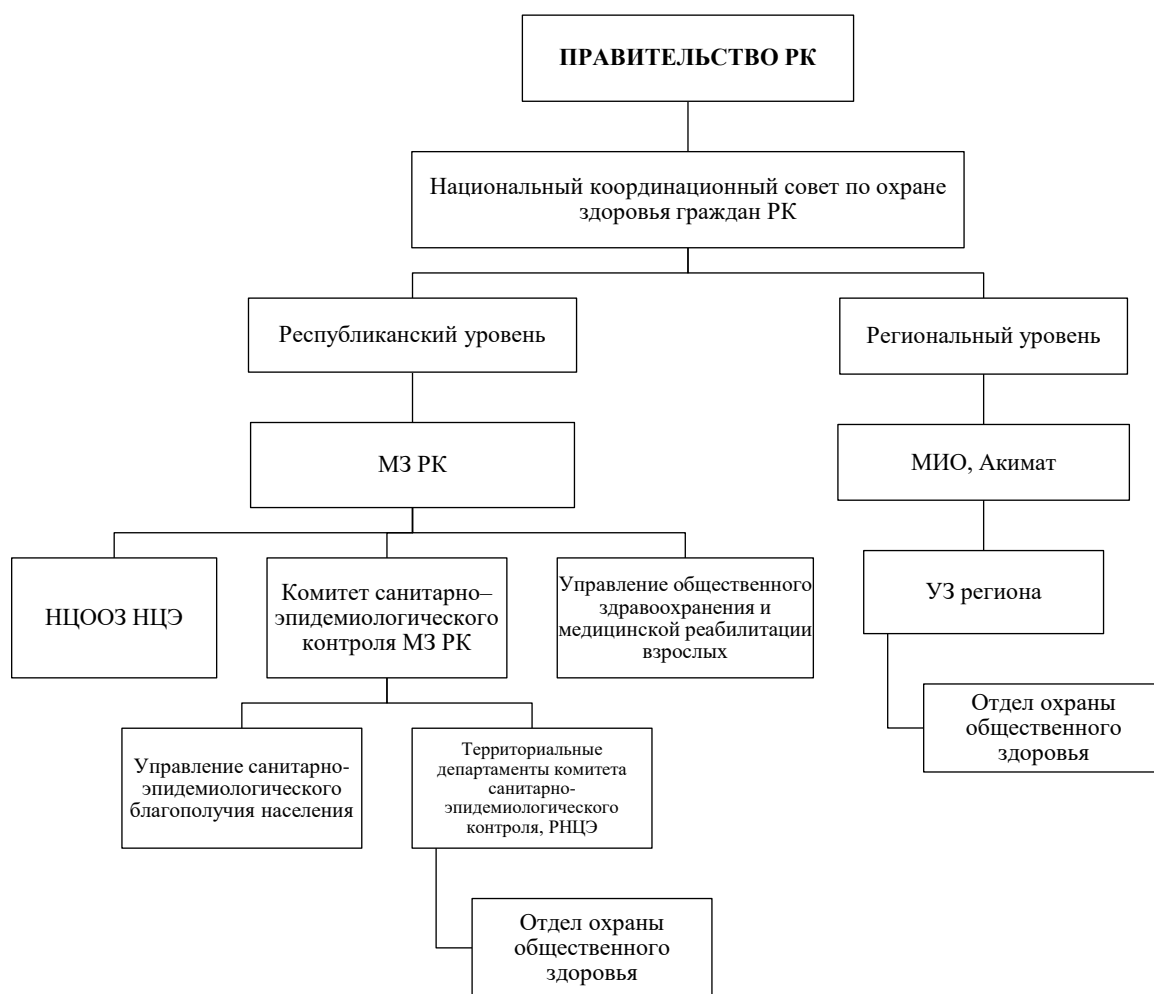 ПРАВИТЕЛЬСТВО РК
Национальный координационный совет по охране
здоровья граждан РК
Республиканский уровень
Региональный уровень
МЗ РК
МИО, Акимат
НЦООЗ НЦЭ
Комитет санитарно–
эпидемиологического
контроля МЗ РК
Управление общественного
здравоохранения и
медицинской реабилитации
взрослых
УЗ региона
Отдел охраны
общественного
здоровья
Управление санитарно-
эпидемиологического
благополучия населения
Территориальные
департаменты комитета
санитарно-
эпидемиологического
контроля, РНЦЭ
Отдел охраны
общественного
здоровья